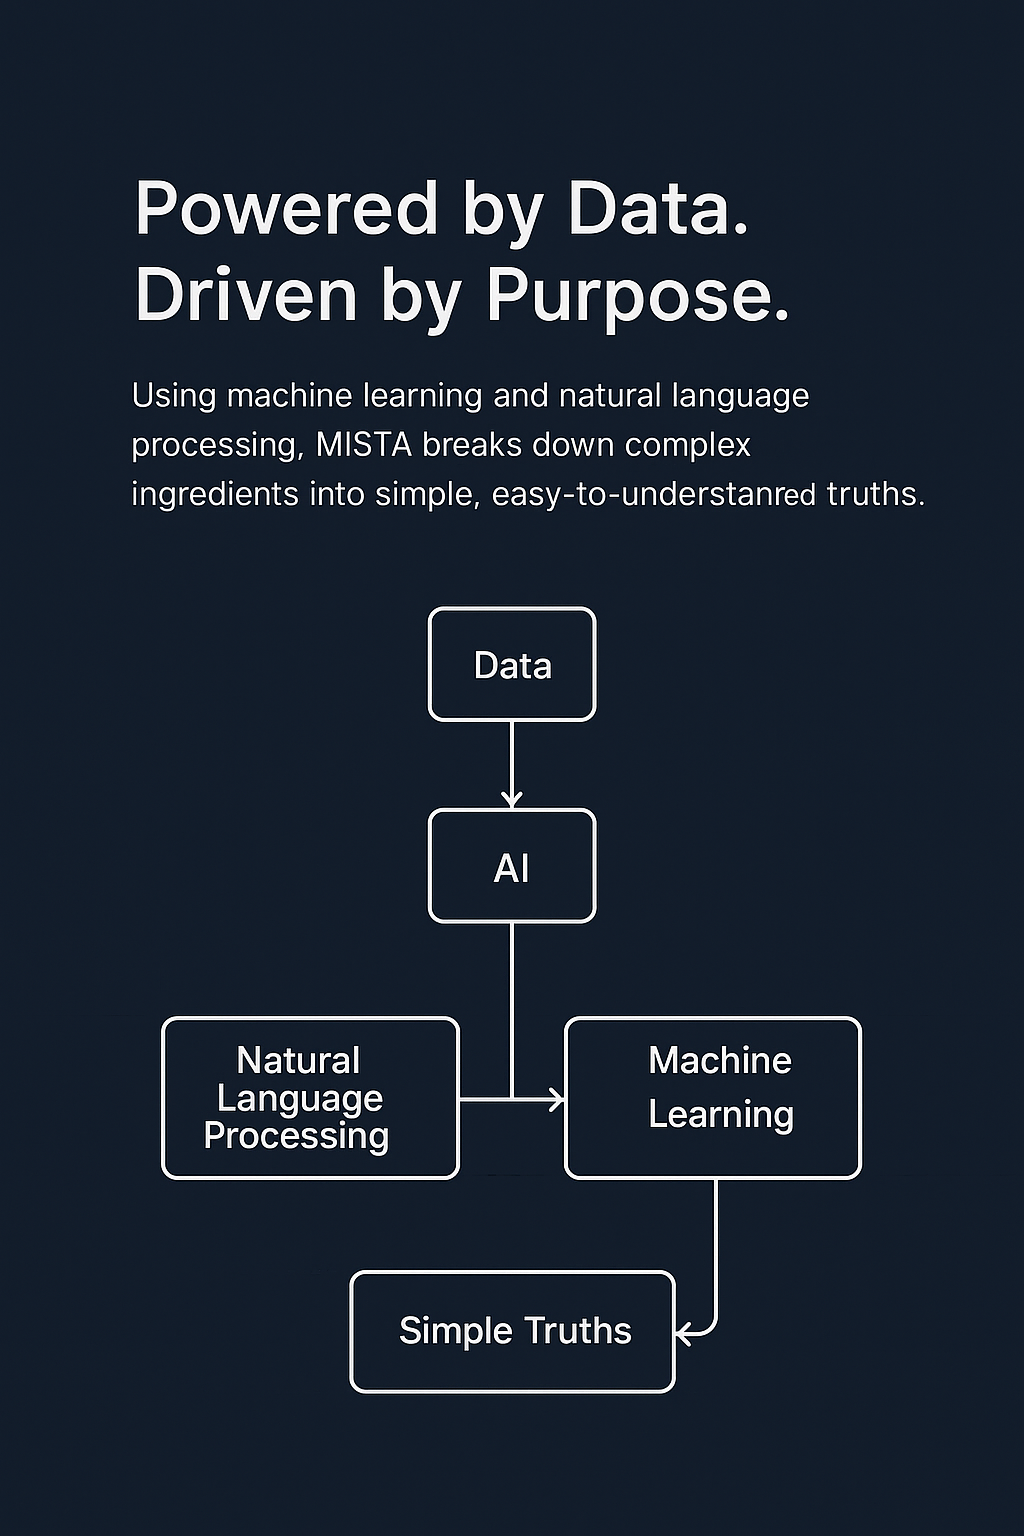 Powered by Data.
Driven by Purpose.
Using machine learning and natural language
processing, MISTA breaks down complex
ingredients into simple, easy-to-understanred truths.
Data
AI
Natural
Language
Processing
Machine
Learning
Simple Truths